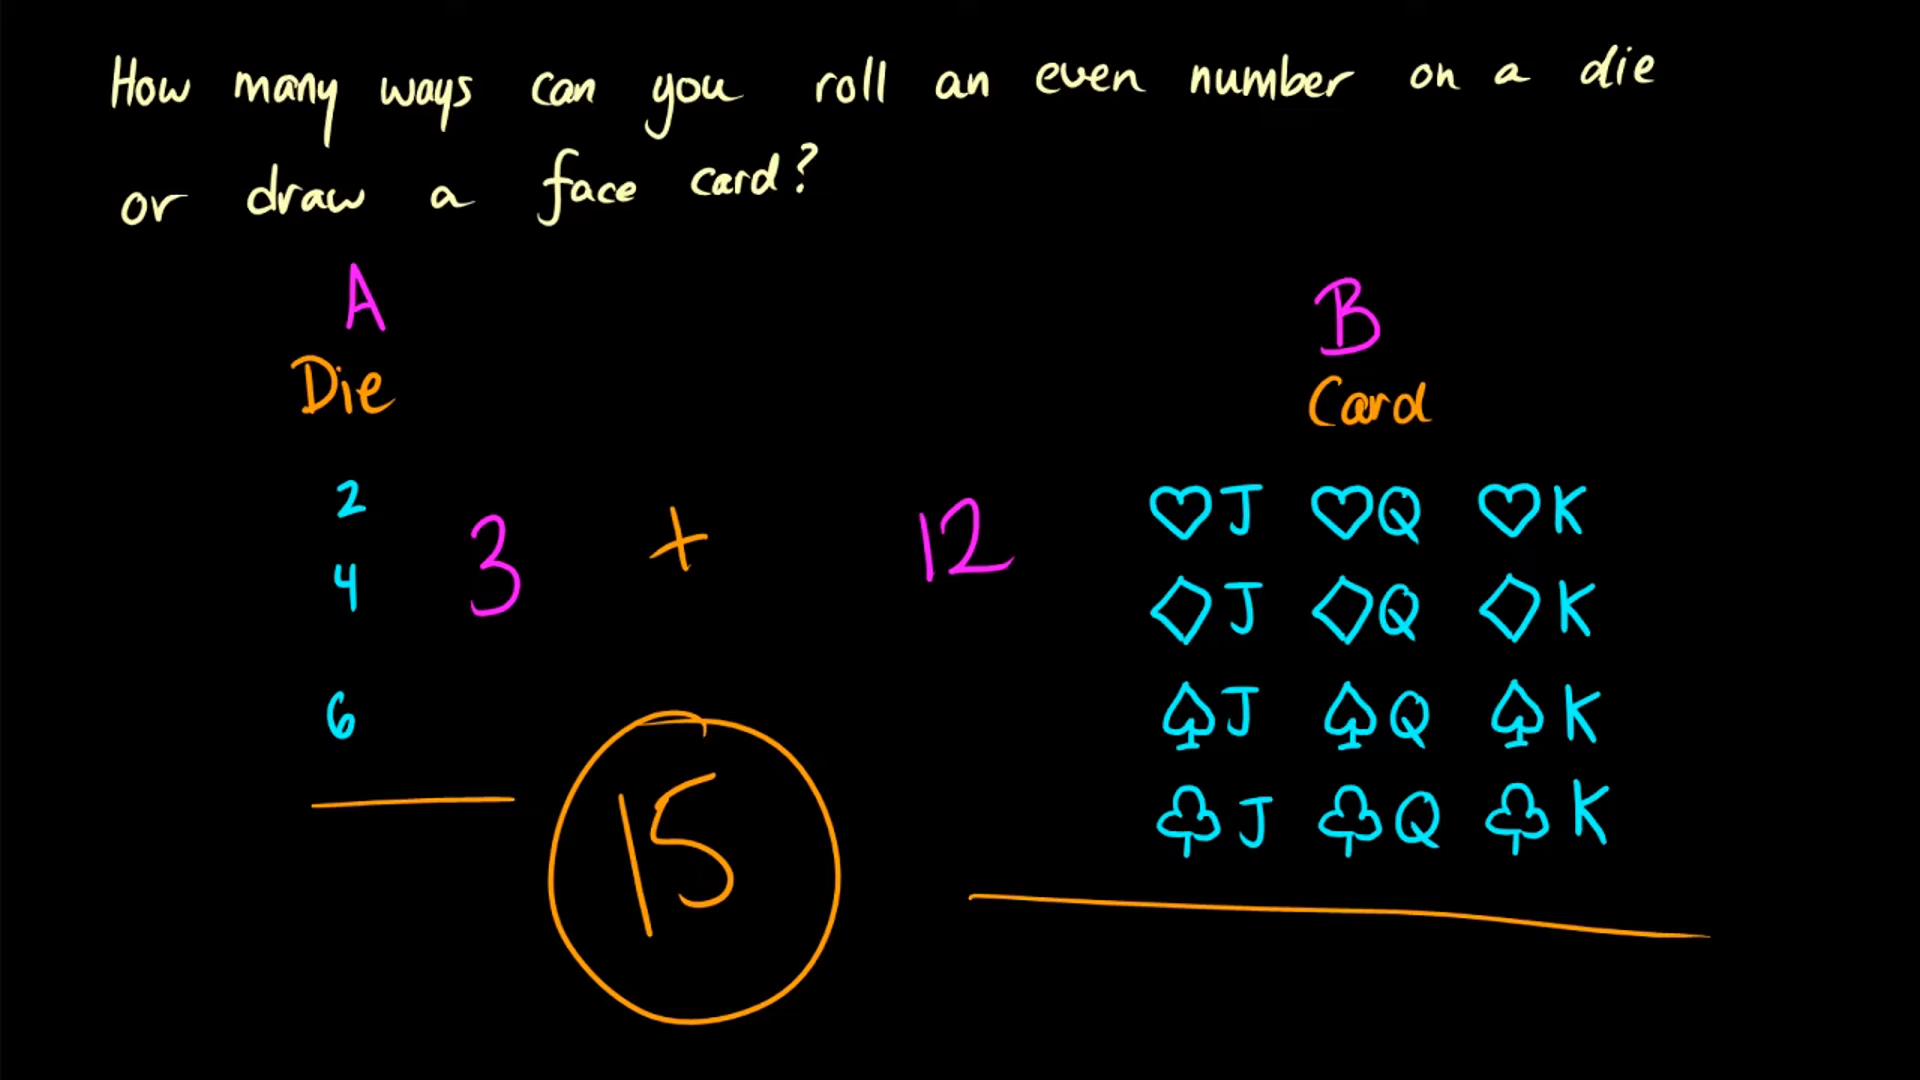 How many ways can you roll an even number on a die
or draw a face card?
A
Die
2
4
6
3 + 12
15
B
Card
♡J ♡Q ♡K
♢J ♢Q ♢K
♤J ♤Q ♤K
♧J ♧Q ♧K